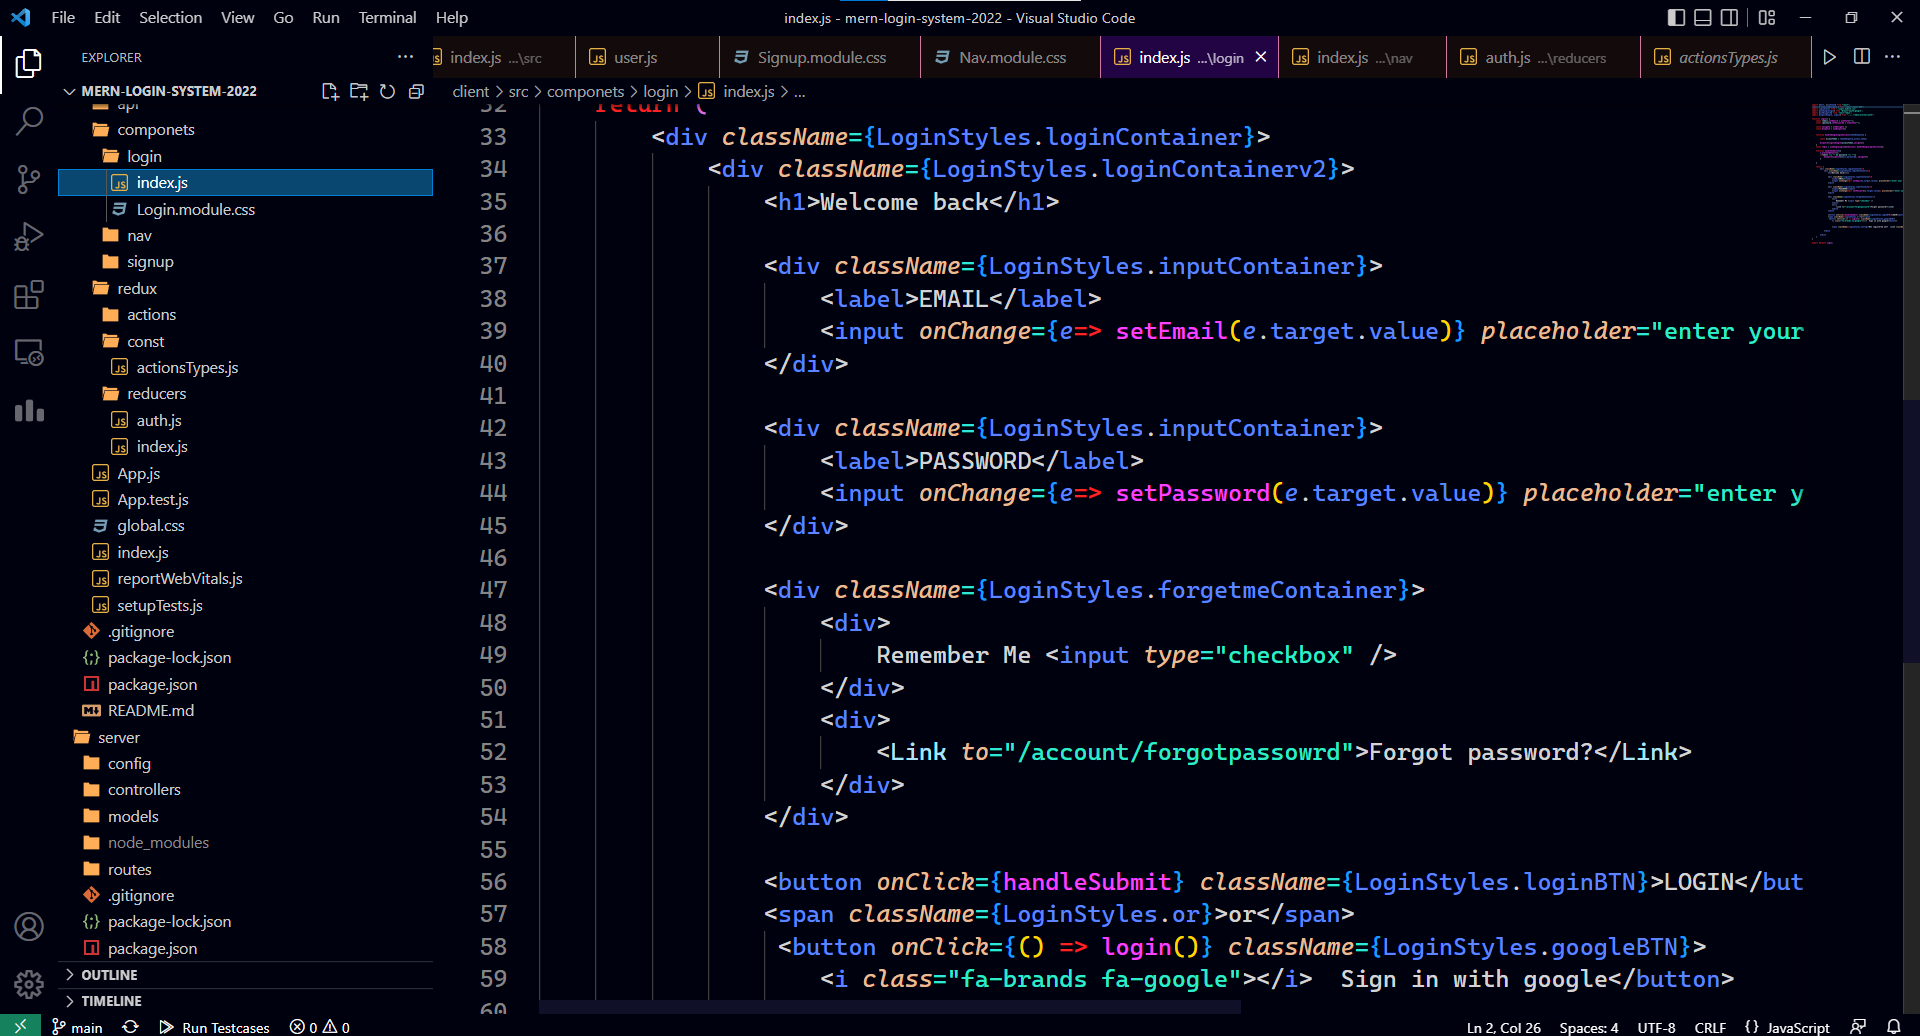 File Edit Selection View Go Run Terminal Help
index.js - mern-login-system-2022 - Visual Studio Code
EXPLORER
index.js ...\src
user.js
Signup.module.css
Nav.module.css
index.js ...\login
index.js ...\nav
auth.js ...\reducers
actionsTypes.js
client > src > componets > login > index.js > ...
MERN-LOGIN-SYSTEM-2022
api
componets
login
index.js
Login.module.css
nav
signup
redux
actions
const
actionsTypes.js
reducers
auth.js
index.js
App.js
App.test.js
global.css
index.js
reportWebVitals.js
setupTests.js
.gitignore
package-lock.json
package.json
README.md
server
config
controllers
models
node_modules
routes
.gitignore
package-lock.json
package.json
OUTLINE
TIMELINE
32 return (
33 <div className={LoginStyles.loginContainer}>
34 <div className={LoginStyles.loginContainerv2}>
35 <h1>Welcome back</h1>
36
37 <div className={LoginStyles.inputContainer}>
38 <label>EMAIL</label>
39 <input onChange={e=> setEmail(e.target.value)} placeholder="enter your
40 </div>
41
42 <div className={LoginStyles.inputContainer}>
43 <label>PASSWORD</label>
44 <input onChange={e=> setPassword(e.target.value)} placeholder="enter y
45 </div>
46
47 <div className={LoginStyles.forgetmeContainer}>
48 <div>
49 Remember Me <input type="checkbox" />
50 </div>
51 <div>
52 <Link to="/account/forgotpassowrd">Forgot password?</Link>
53 </div>
54 </div>
55
56 <button onClick={handleSubmit} className={LoginStyles.loginBTN}>LOGIN</but
57 <span className={LoginStyles.or}>or</span>
58 <button onClick={() => login()} className={LoginStyles.googleBTN}>
59 <i class="fa-brands fa-google"></i> Sign in with google</button>
60
main Run Testcases 0 0 Ln 2, Col 26 Spaces: 4 UTF-8 CRLF {} JavaScript